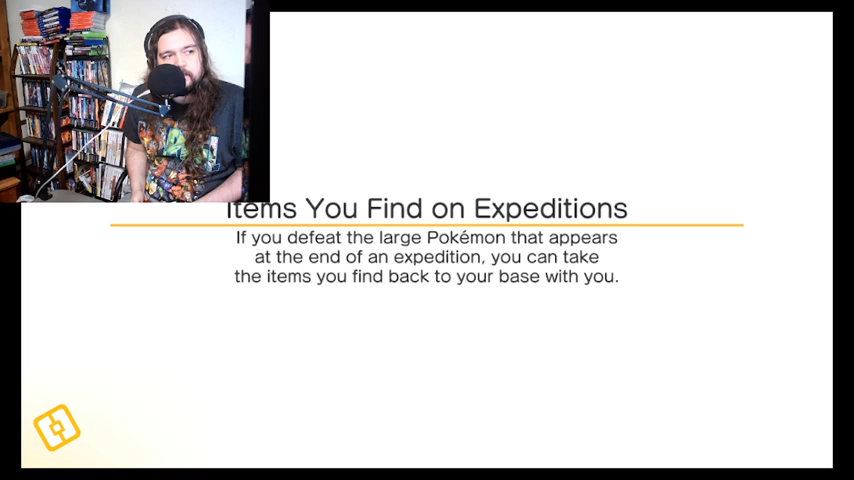 Items You Find on Expeditions
If you defeat the large Pokémon that appears
at the end of an expedition, you can take
the items you find back to your base with you.